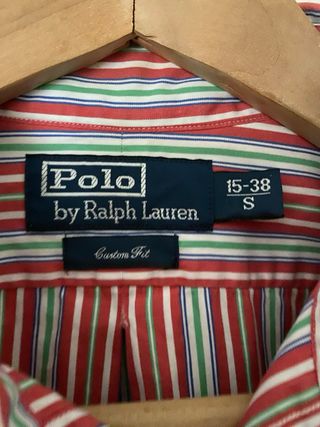 Polo
by Ralph Lauren
15-38
S
Custom Fit